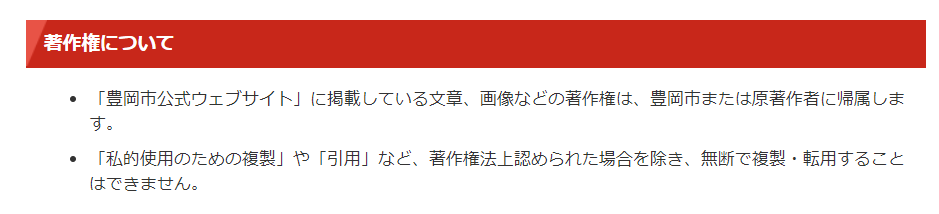 著作権について
「豊岡市公式ウェブサイト」に掲載している文章、画像などの著作権は、豊岡市または原著作者に帰属しま
す。
「私的使用のための複製」や「引用」など、著作権法上認められた場合を除き、無断で複製・転用すること
はできません。